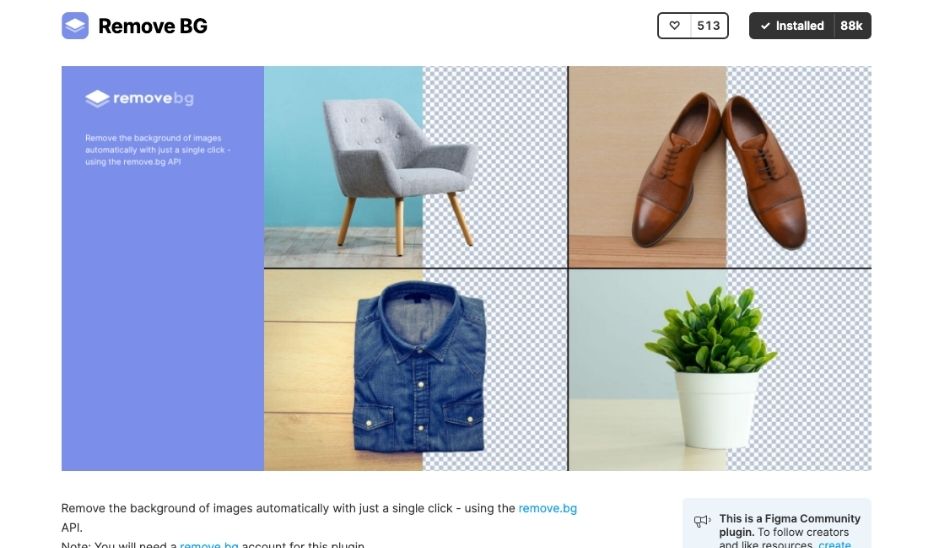 Remove BG
513
Installed
88k
removebg
Remove the background of images
automatically with just a single click -
using the remove.bg API
Remove the background of images automatically with just a single click - using the remove.bg
API.
Note: You will need a remove.bg account for this plugin
This is a Figma Community
plugin. To follow creators
and like resources, create